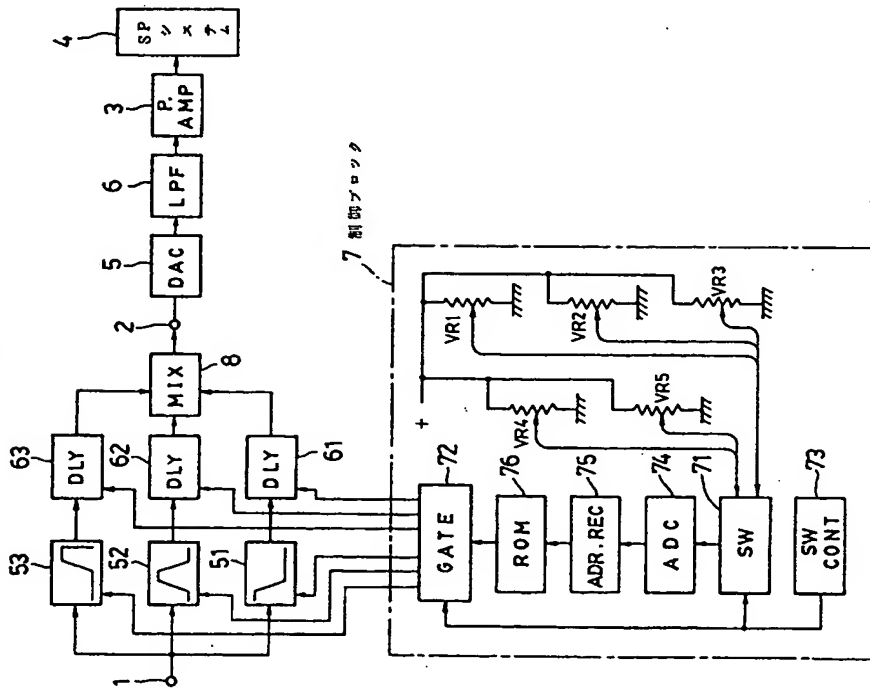 1
53
52
51
63
DLY
62
DLY
61
DLY
8
MIX
2
5
DAC
6
LPF
3
P.
AMP
4
SP
システム
7 制御ブロック
72
GATE
76
ROM
75
ADR.REC
74
ADC
71
SW
73
SW
CONT
+
VR1
VR2
VR3
VR4
VR5